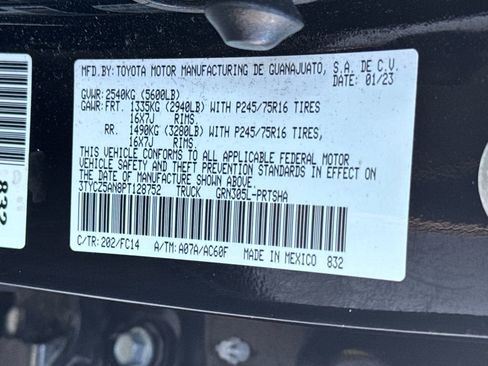 MFD.BY:TOYOTA MOTOR MANUFACTURING DE GUANAJUATO, S.A. DE C.V.
DATE: 01/23
GVWR:2540KG (5600LB)
GAWR:FRT. 1335KG (2940LB) WITH P245/75R16 TIRES
16X7J RIMS.
RR. 1490KG (3280LB) WITH P245/75R16 TIRES,
16X7J RIMS.
THIS VEHICLE CONFORMS TO ALL APPLICABLE FEDERAL MOTOR
VEHICLE SAFETY AND THEFT PREVENTION STANDARDS IN EFFECT ON
THE DATE OF MANUFACTURE SHOWN ABOVE.
3TYCZ5AN8PT128752 TRUCK GRN305L-PRTSHA
C/TR:202/FC14 A/TM:A07A/AC60F MADE IN MEXICO 832
832